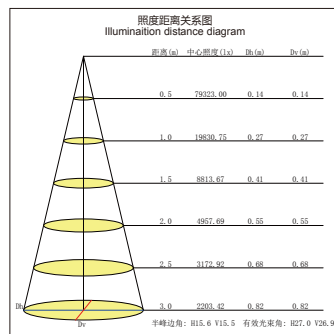 照度距离关系图
Illuminaition distance diagram
距离(m) 中心照度(lx) Dh(m) Dv(m)
0.5 79323.00 0.14 0.14
1.0 19830.75 0.27 0.27
1.5 8813.67 0.41 0.41
2.0 4957.69 0.55 0.55
2.5 3172.92 0.68 0.68
Dh 3.0 2203.42 0.82 0.82
Dv 半峰边角: H15.6 V15.5 有效光束角: H27.0 V26.9